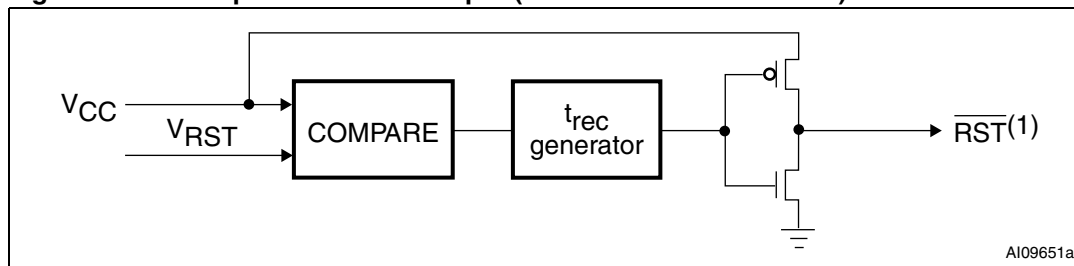 VCC
VRST
COMPARE
trec
generator
RST(1)
AI09651a